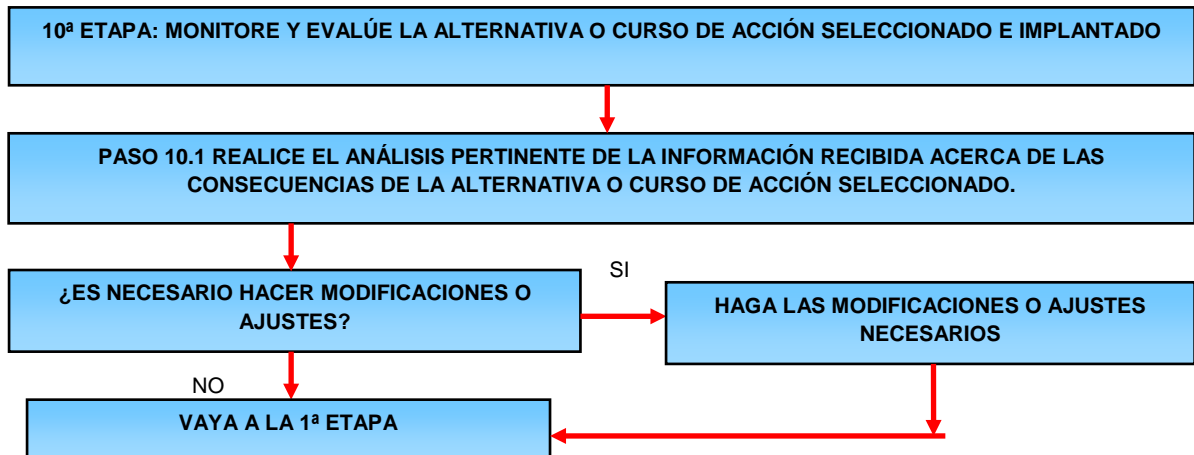 10ª ETAPA: MONITORE Y EVALÚE LA ALTERNATIVA O CURSO DE ACCIÓN SELECCIONADO E IMPLANTADO
PASO 10.1 REALICE EL ANÁLISIS PERTINENTE DE LA INFORMACIÓN RECIBIDA ACERCA DE LAS
CONSECUENCIAS DE LA ALTERNATIVA O CURSO DE ACCIÓN SELECCIONADO.
¿ES NECESARIO HACER MODIFICACIONES O
AJUSTES?
SI
HAGA LAS MODIFICACIONES O AJUSTES
NECESARIOS
NO
VAYA A LA 1ª ETAPA